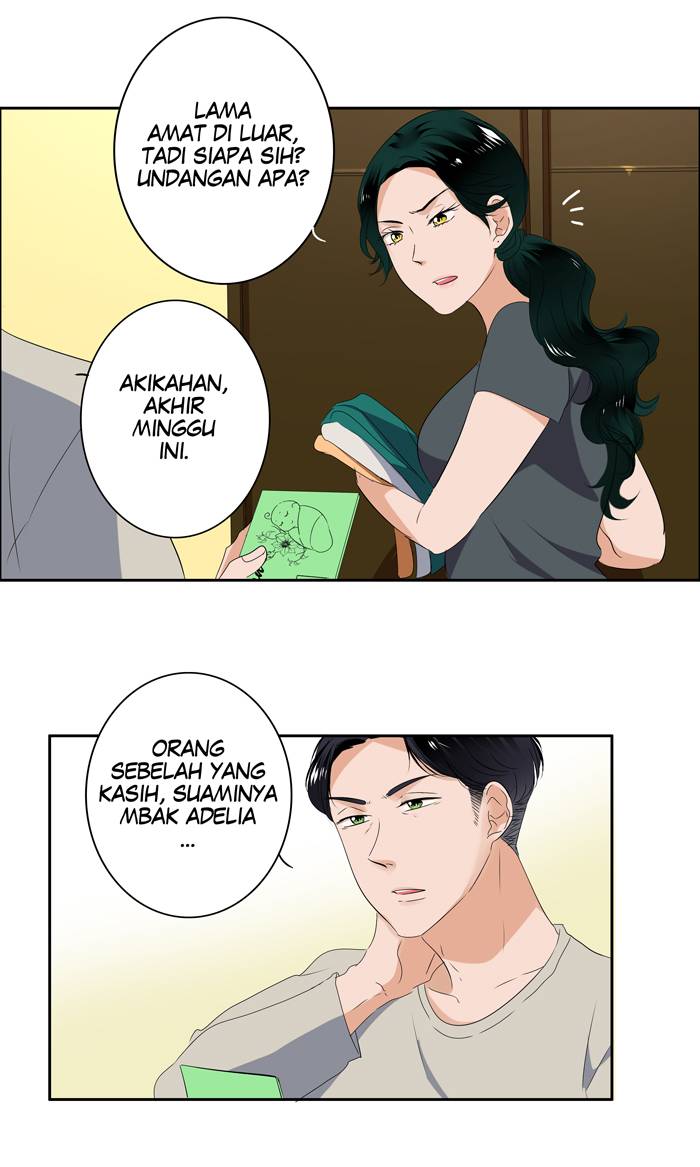 LAMA
AMAT DI LUAR,
TADI SIAPA SIH?
UNDANGAN APA?
AKIKAHAN,
AKHIR
MINGGU
INI.
ORANG
SEBELAH YANG
KASIH, SUAMINYA
MBAK ADELIA
...